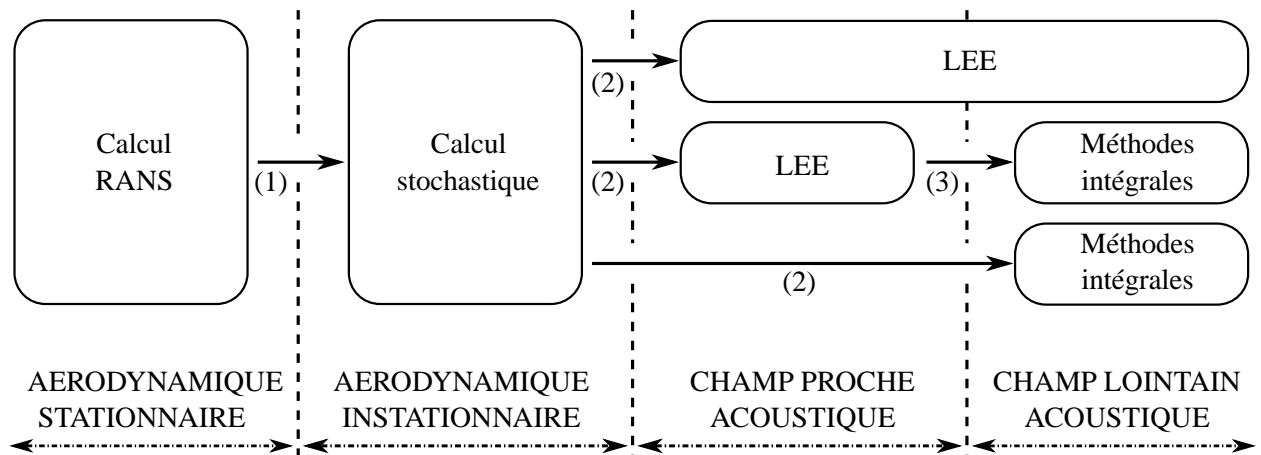 LEE
(2)
Calcul
RANS
(1)
Calcul
stochastique
(2)
LEE
(3)
Méthodes
intégrales
(2)
Méthodes
intégrales
AERODYNAMIQUE
STATIONNAIRE
AERODYNAMIQUE
INSTATIONNAIRE
CHAMP PROCHE
ACOUSTIQUE
CHAMP LOINTAIN
ACOUSTIQUE